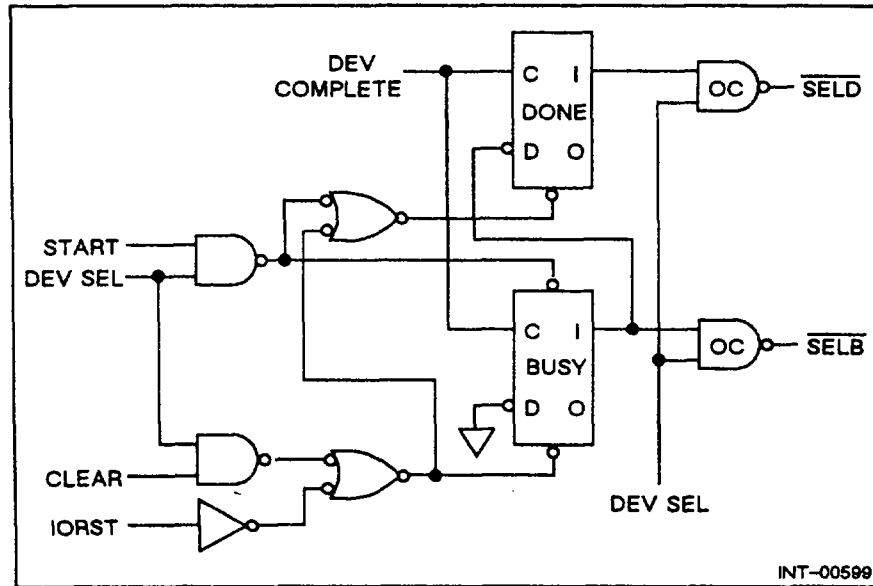 DEV
COMPLETE
C I
DONE
D O
OC
SELD
START
DEV SEL
C I
BUSY
D O
OC
SELB
CLEAR
IORST
DEV SEL
INT-00599